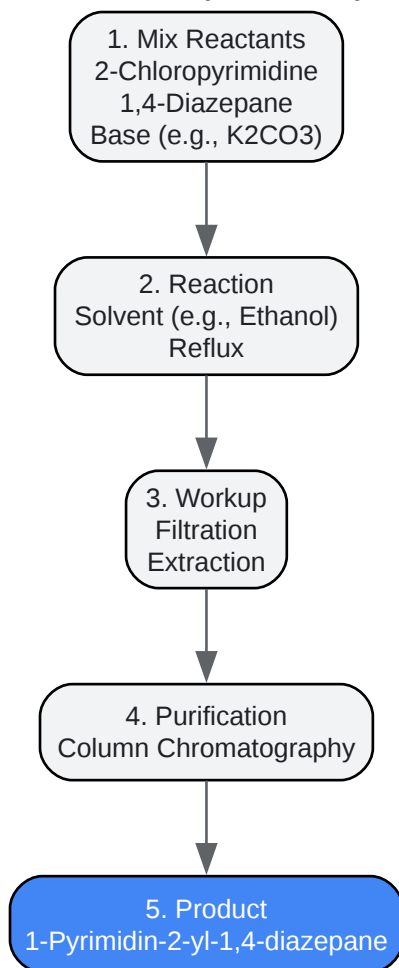 1. Mix Reactants
2-Chloropyrimidine
1,4-Diazepane
Base (e.g., K2CO3)
2. Reaction
Solvent (e.g., Ethanol)
Reflux
3. Workup
Filtration
Extraction
4. Purification
Column Chromatography
5. Product
1-Pyrimidin-2-yl-1,4-diazepane